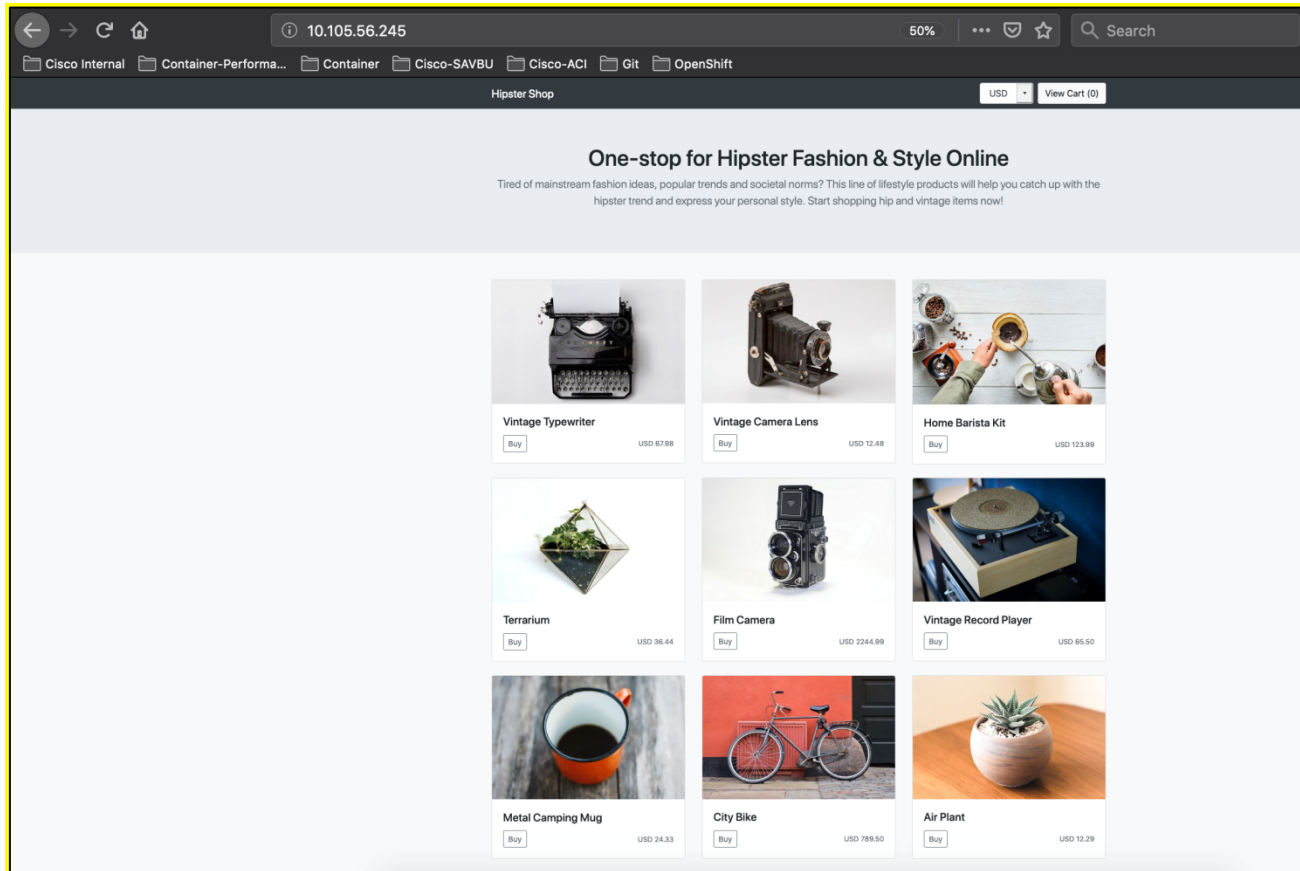 10.105.56.245
50%
Search
Cisco Internal
Container-Performa...
Container
Cisco-SAVBU
Cisco-ACI
Git
OpenShift
Hipster Shop
USD
View Cart (0)
One-stop for Hipster Fashion & Style Online
Tired of mainstream fashion ideas, popular trends and societal norms? This line of lifestyle products will help you catch up with the
hipster trend and express your personal style. Start shopping hip and vintage items now!
Vintage Typewriter
Buy
USD 67.98
Vintage Camera Lens
Buy
USD 12.48
Home Barista Kit
Buy
USD 123.99
Terrarium
Buy
USD 36.44
Film Camera
Buy
USD 2244.99
Vintage Record Player
Buy
USD 65.50
Metal Camping Mug
Buy
USD 24.33
City Bike
Buy
USD 789.50
Air Plant
Buy
USD 12.29